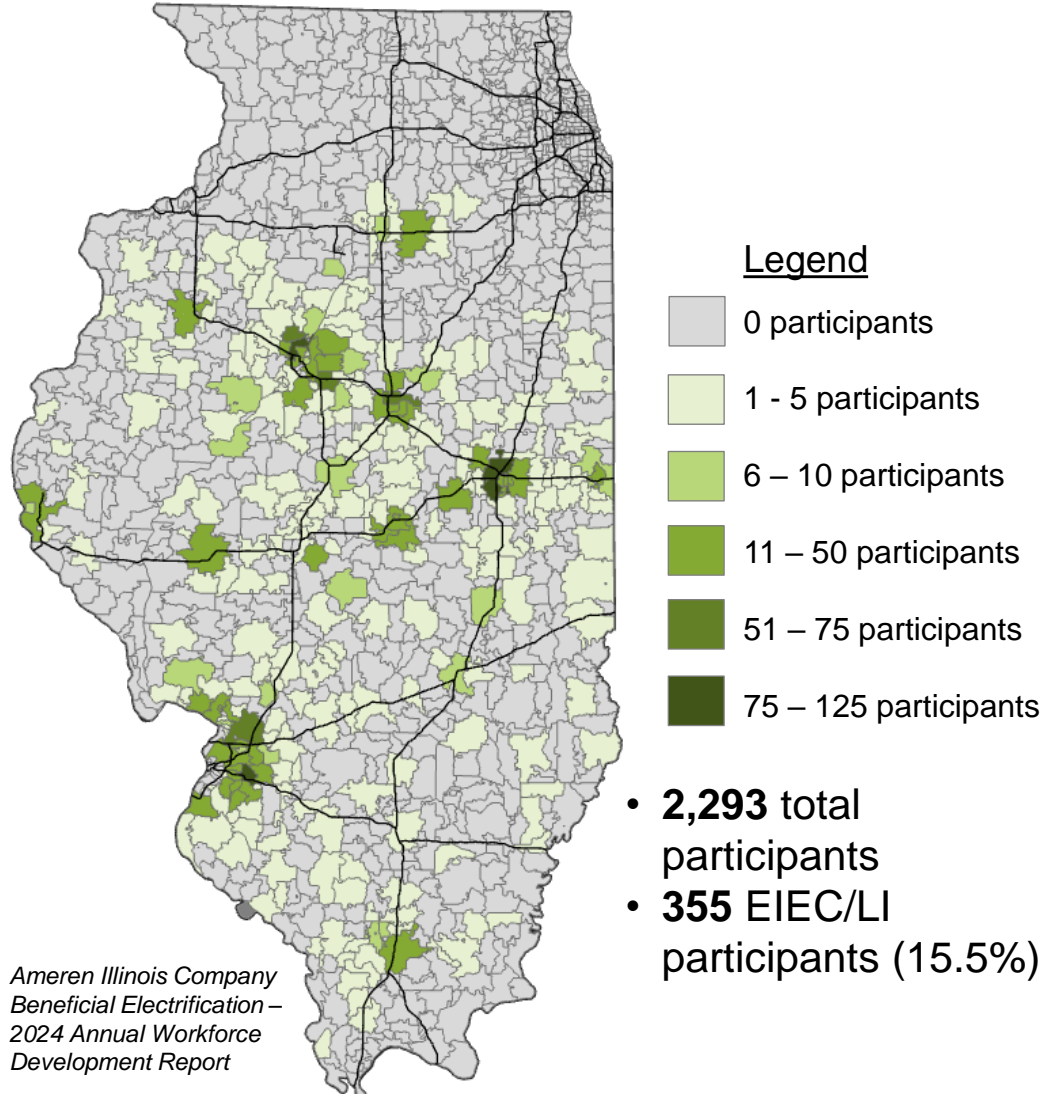 Legend
0 participants
1 - 5 participants
6 – 10 participants
11 – 50 participants
51 – 75 participants
75 – 125 participants
• 2,293 total
participants
• 355 EIEC/LI
participants (15.5%)
Ameren Illinois Company
Beneficial Electrification –
2024 Annual Workforce
Development Report